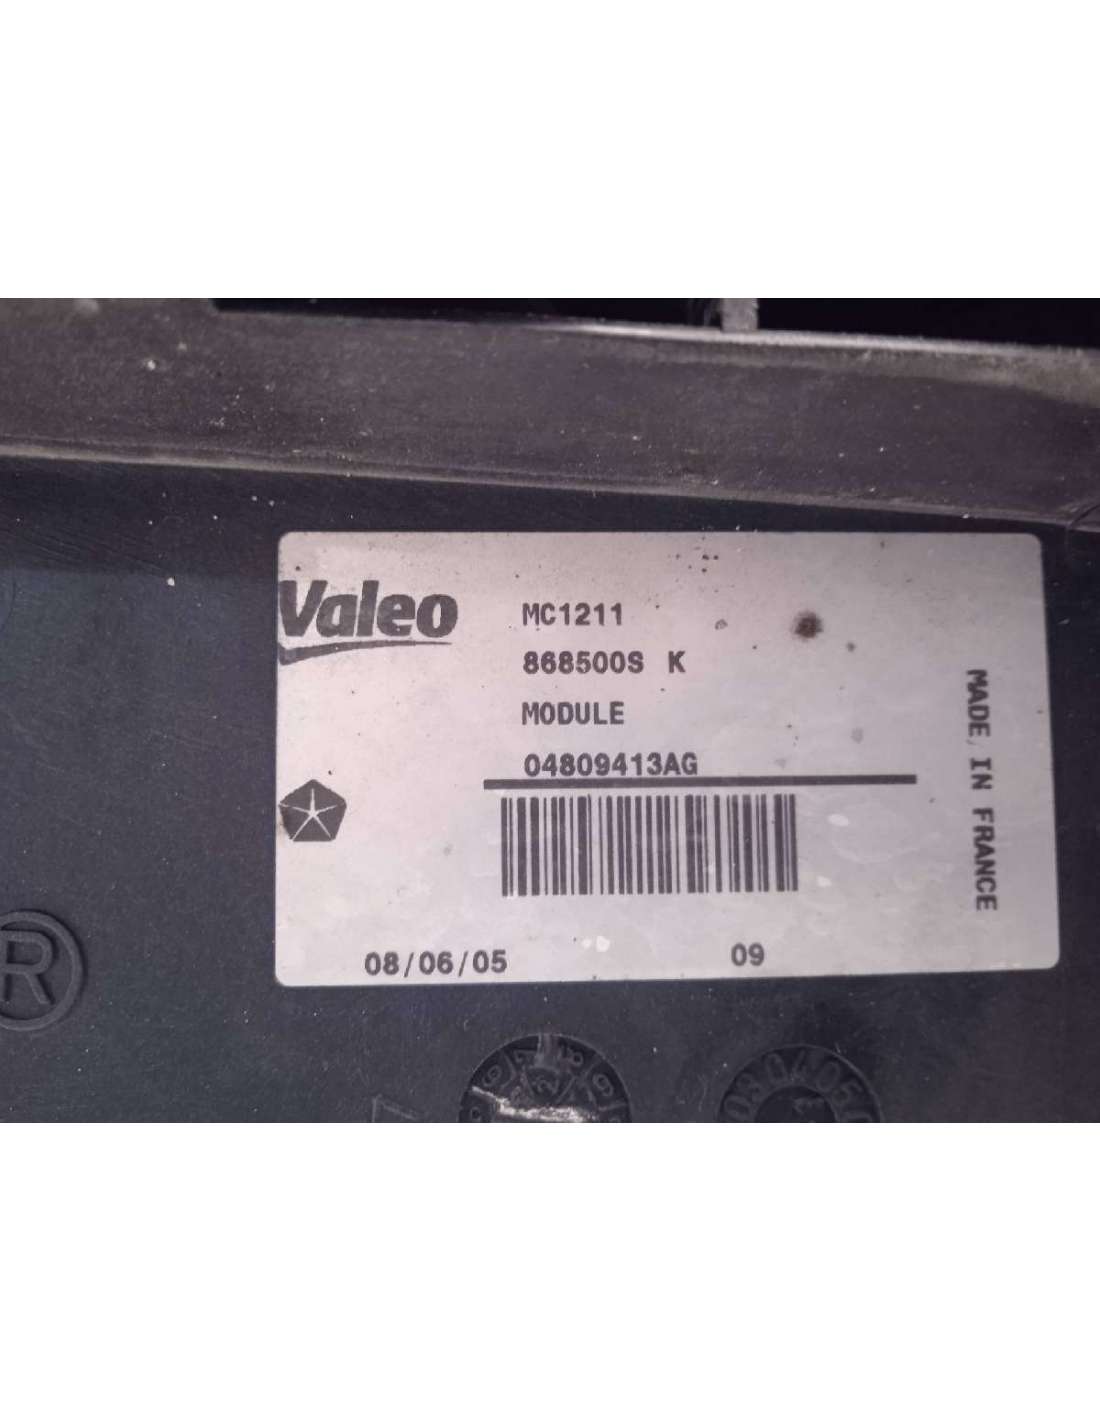 Valeo
MC1211
868500S K
MODULE
04809413AG
MADE IN FRANCE
08/06/05
09
R